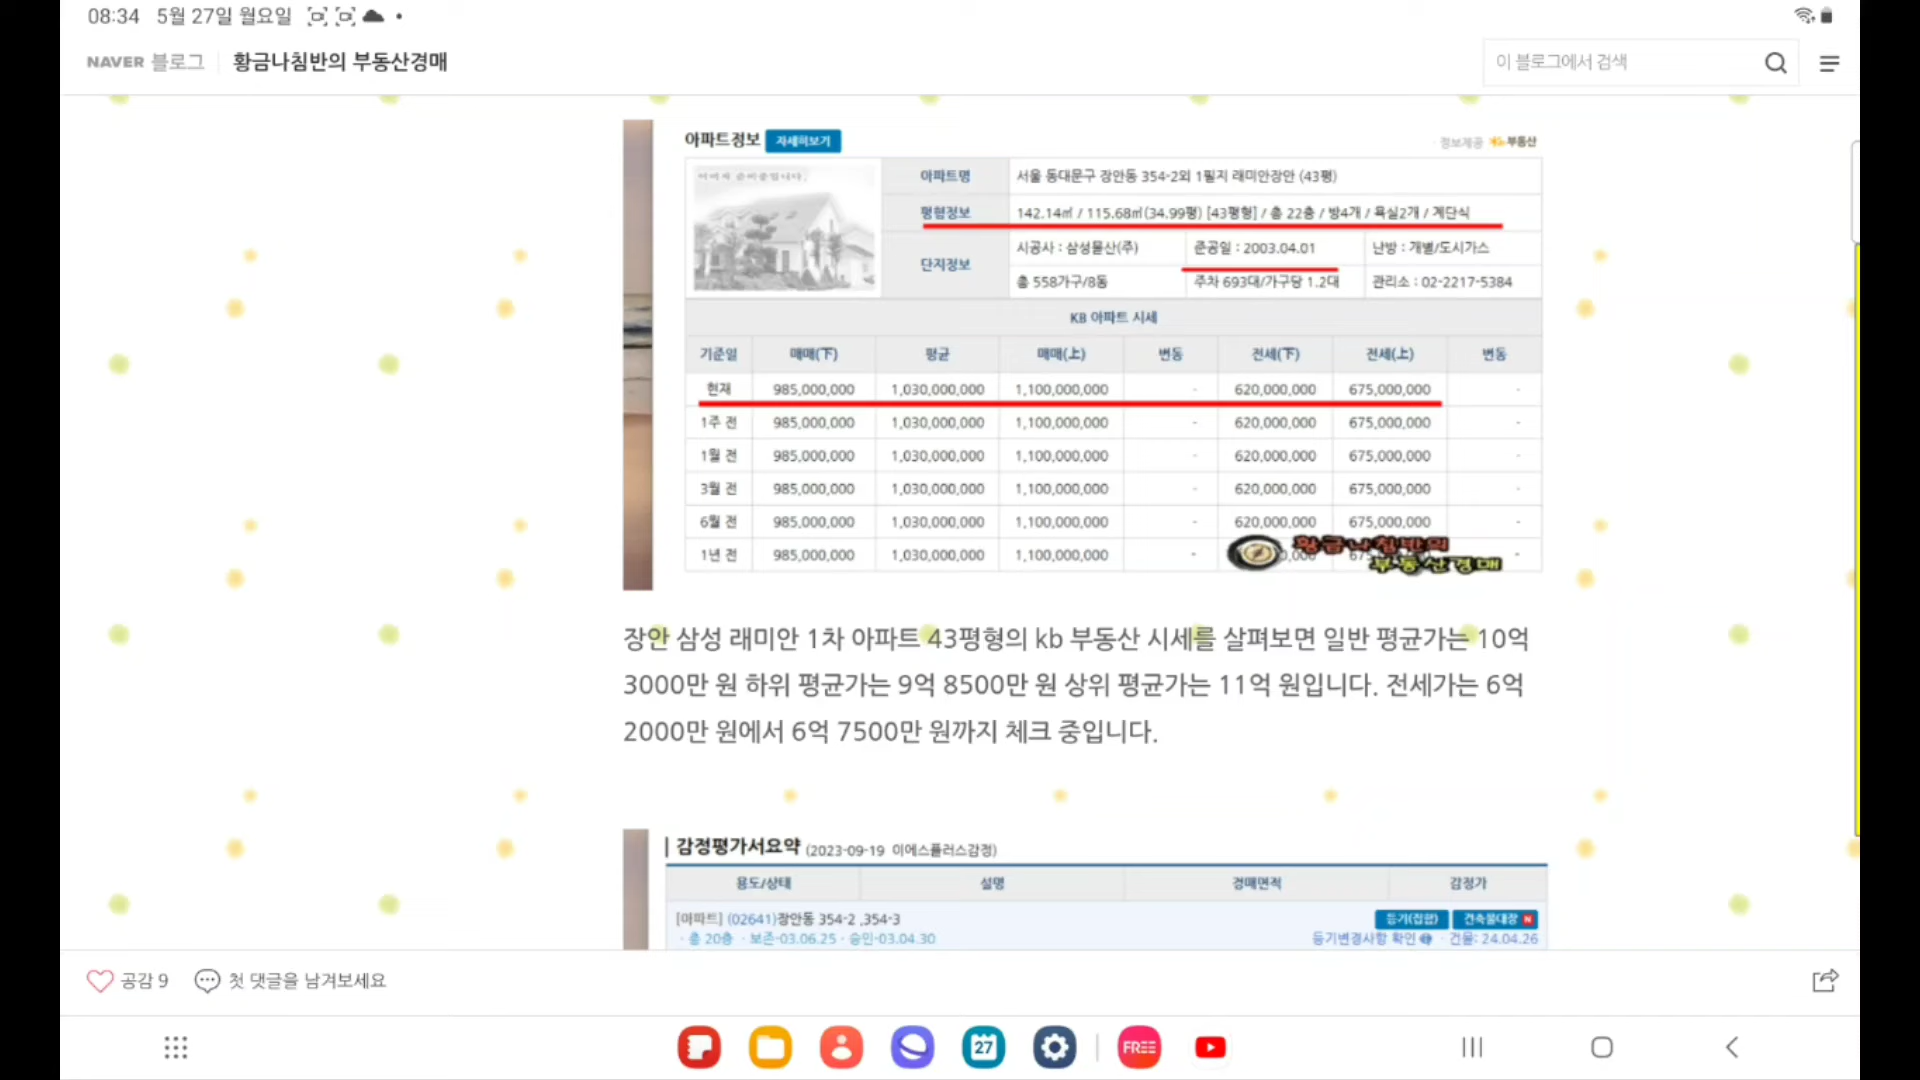 08:34 5월 27일 월요일
NAVER 블로그 황금나침반의 부동산경매
이 블로그에서 검색
아파트정보 자세히보기
정보제공 부동산
아파트명 서울 동대문구 장안동 354-2외 1필지 래미안장안 (43평)
평형정보 142.14㎡ / 115.68㎡(34.99평) [43평형] / 총 22층 / 방4개 / 욕실2개 / 계단식
단지정보
시공사 : 삼성물산(주) 준공일 : 2003.04.01 난방 : 개별/도시가스
총 558가구/8동 주차 693대/가구당 1.2대 관리소 : 02-2217-5384
KB 아파트 시세
기준일 매매(下) 평균 매매(上) 변동 전세(下) 전세(上) 변동
현재 985,000,000 1,030,000,000 1,100,000,000 - 620,000,000 675,000,000 -
1주 전 985,000,000 1,030,000,000 1,100,000,000 - 620,000,000 675,000,000 -
1월 전 985,000,000 1,030,000,000 1,100,000,000 - 620,000,000 675,000,000 -
3월 전 985,000,000 1,030,000,000 1,100,000,000 - 620,000,000 675,000,000 -
6월 전 985,000,000 1,030,000,000 1,100,000,000 - 620,000,000 675,000,000 -
1년 전 985,000,000 1,030,000,000 1,100,000,000 - -
황금나침반의
부동산경매
장안 삼성 래미안 1차 아파트 43평형의 kb 부동산 시세를 살펴보면 일반 평균가는 10억
3000만 원 하위 평균가는 9억 8500만 원 상위 평균가는 11억 원입니다. 전세가는 6억
2000만 원에서 6억 7500만 원까지 체크 중입니다.
감정평가서요약 (2023-09-19 이에스플러스감정)
용도/상태 설명 경매면적 감정가
[아파트] (02641)장안동 354-2 ,354-3 등기(집합) 건축물대장 N
· 총 20층 · 보존-03.06.25 · 승인-03.04.30 등기변경사항 확인 · 건물: 24.04.26
공감 9 첫 댓글을 남겨보세요
27
FREE